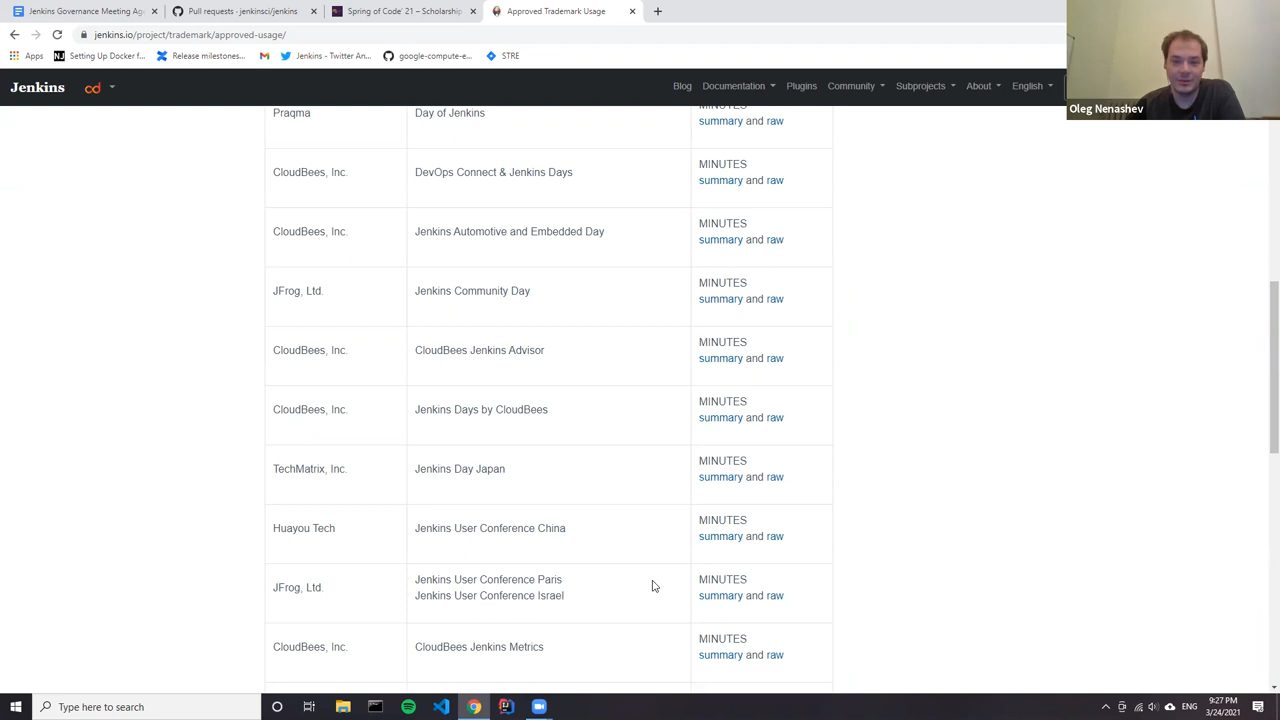 Jenkins Governance Meeting Age
Pull requests · jenkinsci/jenkins
Spring of Code' 21 – Scholarship
Approved Trademark Usage
jenkins.io/project/trademark/approved-usage/
Apps
Setting Up Docker f...
Release milestones...
Jenkins - Twitter An...
google-compute-e...
STRE
Jenkins
cd
Blog
Documentation
Plugins
Community
Subprojects
About
English
Oleg Nenashev
Praqma
Day of Jenkins
MINUTES
summary and raw
CloudBees, Inc.
DevOps Connect & Jenkins Days
MINUTES
summary and raw
CloudBees, Inc.
Jenkins Automotive and Embedded Day
MINUTES
summary and raw
JFrog, Ltd.
Jenkins Community Day
MINUTES
summary and raw
CloudBees, Inc.
CloudBees Jenkins Advisor
MINUTES
summary and raw
CloudBees, Inc.
Jenkins Days by CloudBees
MINUTES
summary and raw
TechMatrix, Inc.
Jenkins Day Japan
MINUTES
summary and raw
Huayou Tech
Jenkins User Conference China
MINUTES
summary and raw
JFrog, Ltd.
Jenkins User Conference Paris
Jenkins User Conference Israel
MINUTES
summary and raw
CloudBees, Inc.
CloudBees Jenkins Metrics
MINUTES
summary and raw
Type here to search
ENG
9:27 PM
3/24/2021